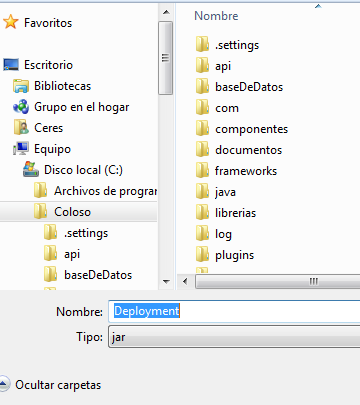 Favoritos
Escritorio
Bibliotecas
Grupo en el hogar
Ceres
Equipo
Disco local (C:)
Archivos de progra
Coloso
.settings
api
baseDeDatos
Nombre
.settings
api
baseDeDatos
com
componentes
documentos
frameworks
java
librerias
log
plugins
Nombre: Deployment
Tipo: jar
Ocultar carpetas